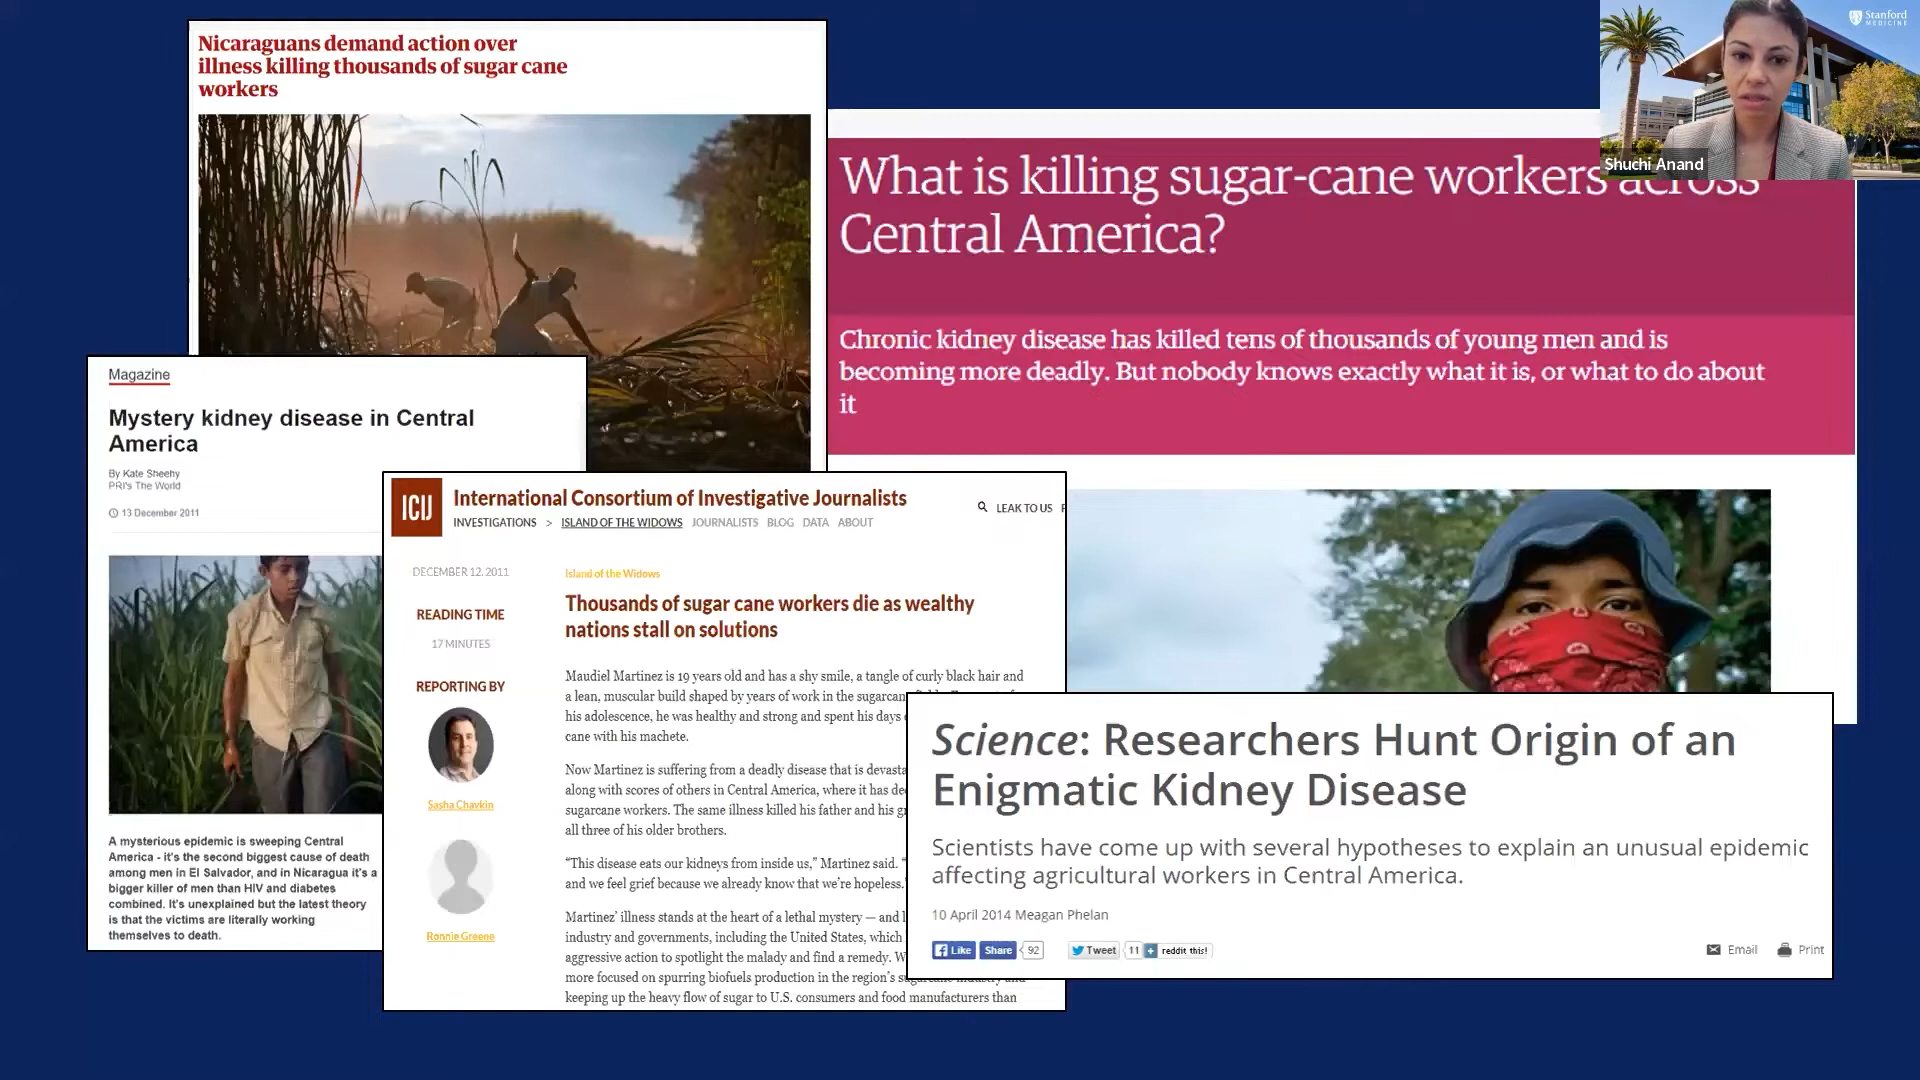 Nicaraguans demand action over
illness killing thousands of sugar cane
workers
Stanford
MEDICINE
Shuchi Anand
What is killing sugar-cane workers across
Central America?
Chronic kidney disease has killed tens of thousands of young men and is
becoming more deadly. But nobody knows exactly what it is, or what to do about
it
Magazine
Mystery kidney disease in Central
America
By Kate Sheehy
PRI's The World
13 December 2011
A mysterious epidemic is sweeping Central
America - it's the second biggest cause of death
among men in El Salvador, and in Nicaragua it's a
bigger killer of men than HIV and diabetes
combined. It's unexplained but the latest theory
is that the victims are literally working
themselves to death.
ICIJ
International Consortium of Investigative Journalists
INVESTIGATIONS > ISLAND OF THE WIDOWS JOURNALISTS BLOG DATA ABOUT
LEAK TO US
DECEMBER 12, 2011
READING TIME
17 MINUTES
REPORTING BY
Sasha Chavkin
Ronnie Greene
Island of the Widows
Thousands of sugar cane workers die as wealthy
nations stall on solutions
Maudiel Martinez is 19 years old and has a shy smile, a tangle of curly black hair and
a lean, muscular build shaped by years of work in the sugarcane
his adolescence, he was healthy and strong and spent his days
cane with his machete.
Now Martinez is suffering from a deadly disease that is
along with scores of others in Central America, where it has
sugarcane workers. The same illness killed his father and his
all three of his older brothers.
“This disease eats our kidneys from inside us,” Martinez said.
and we feel grief because we already know that we’re hopeless.
Martinez’ illness stands at the heart of a lethal mystery — and
industry and governments, including the United States, which
aggressive action to spotlight the malady and find a remedy.
more focused on spurring biofuels production in the region’s sugarcane industry and
keeping up the heavy flow of sugar to U.S. consumers and food manufacturers than
Science: Researchers Hunt Origin of an
Enigmatic Kidney Disease
Scientists have come up with several hypotheses to explain an unusual epidemic
affecting agricultural workers in Central America.
10 April 2014 Meagan Phelan
Like Share 92 Tweet 11 reddit this!
Email Print